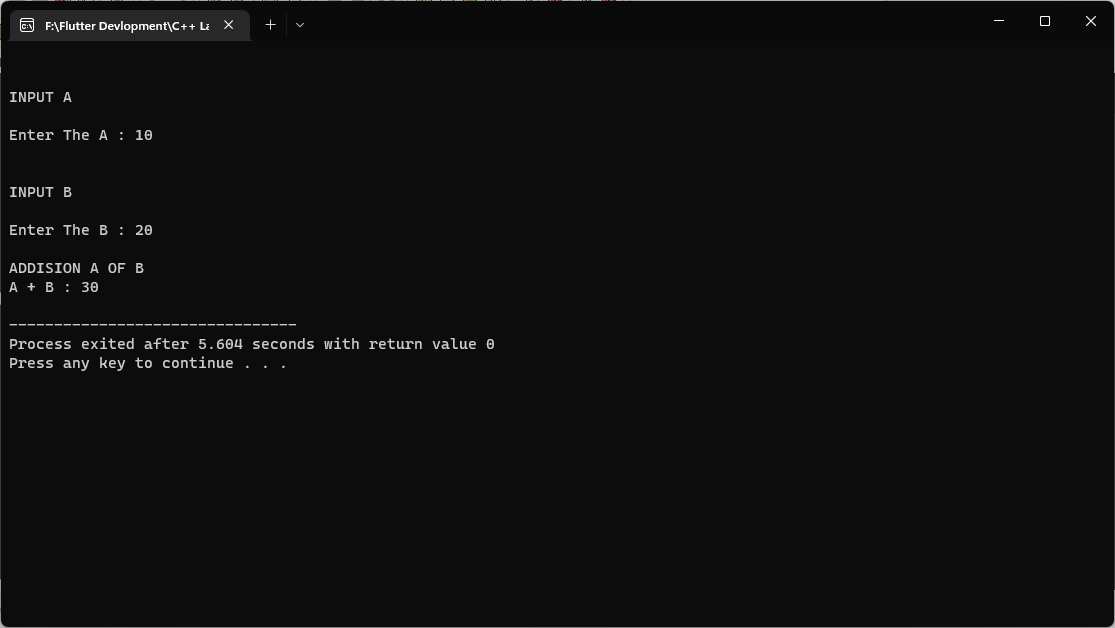 F:\Flutter Devlopment\C++ La
INPUT A
Enter The A : 10
INPUT B
Enter The B : 20
ADDISION A OF B
A + B : 30
--------------------------------
Process exited after 5.604 seconds with return value 0
Press any key to continue . . .